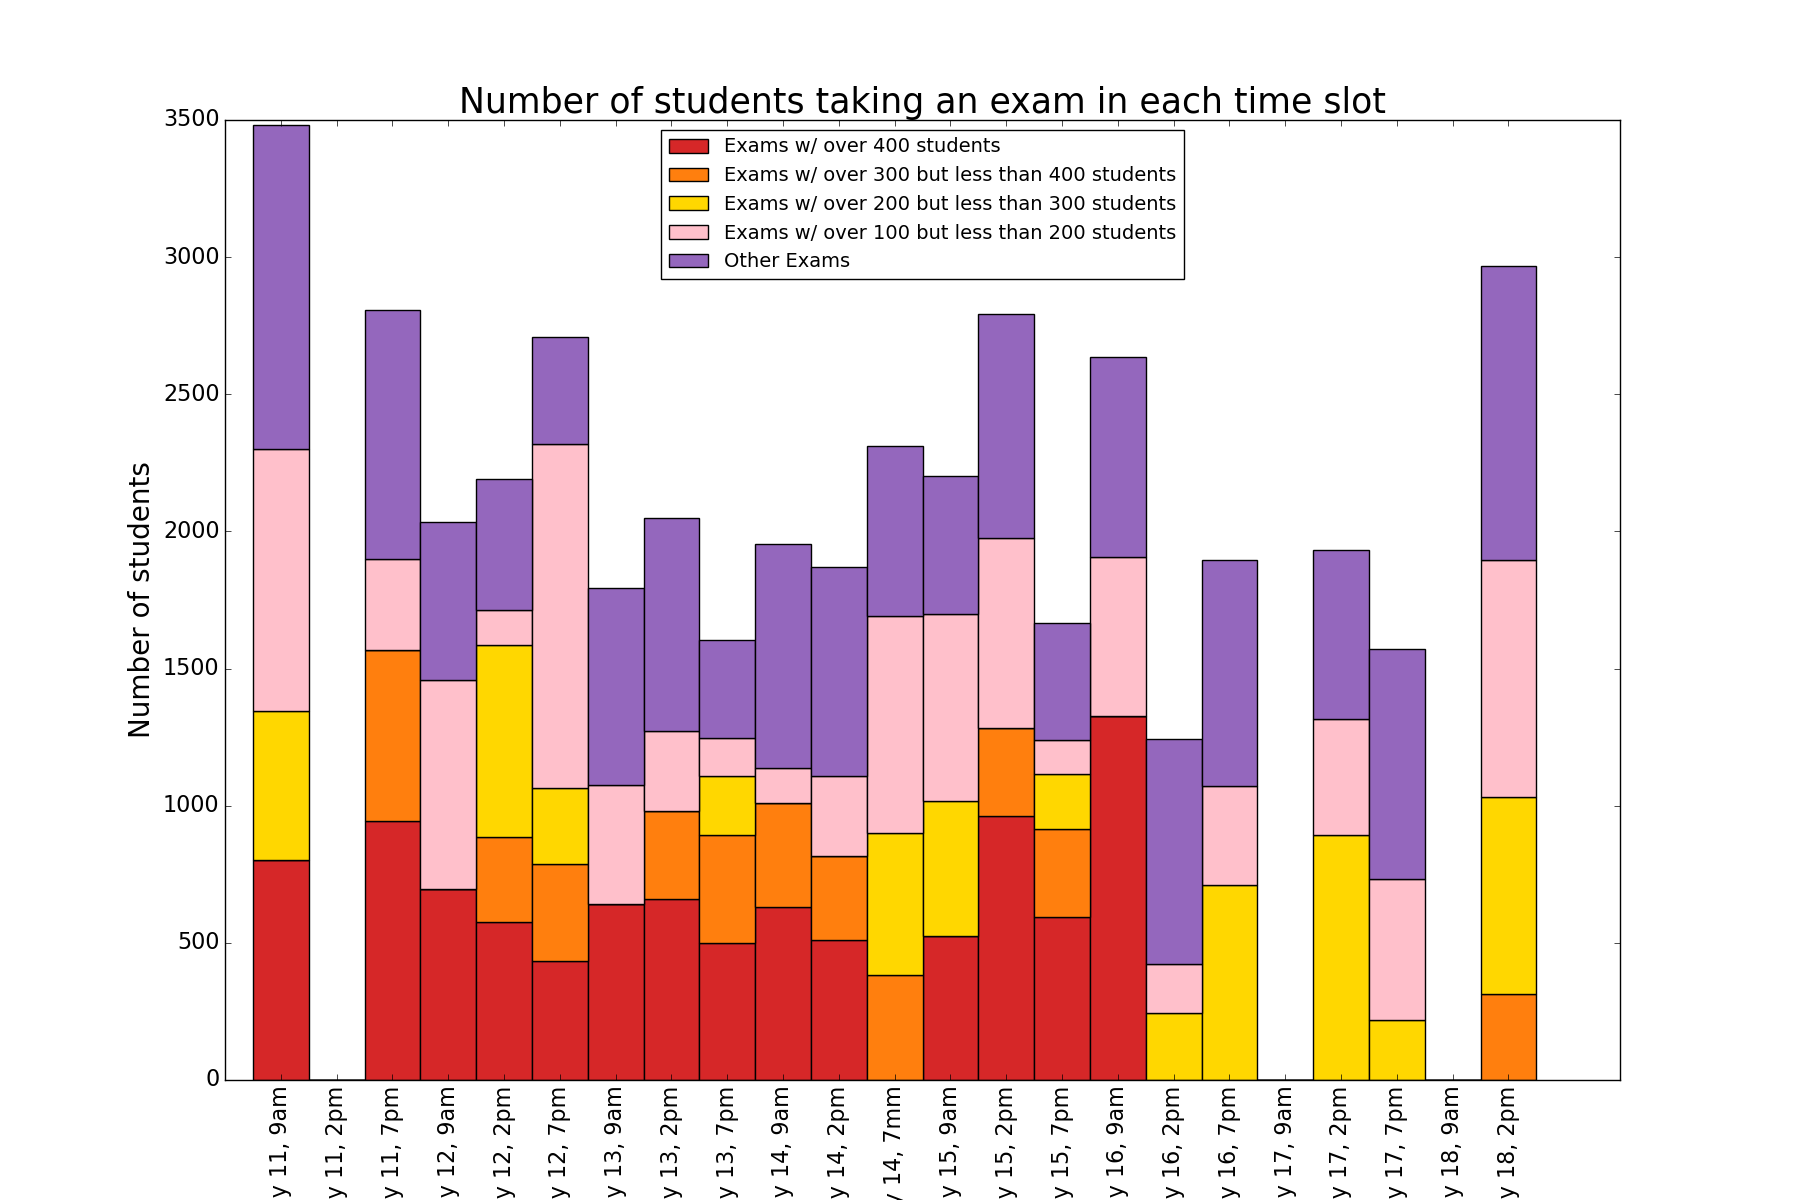 Number of students taking an exam in each time slot
Exams w/ over 400 students
Exams w/ over 300 but less than 400 students
Exams w/ over 200 but less than 300 students
Exams w/ over 100 but less than 200 students
Other Exams
Number of students
3500
3000
2500
2000
1500
1000
500
0
y 11, 9am
y 11, 2pm
y 11, 7pm
y 12, 9am
y 12, 2pm
y 12, 7pm
y 13, 9am
y 13, 2pm
y 13, 7pm
y 14, 9am
y 14, 2pm
y 14, 7mm
y 15, 9am
y 15, 2pm
y 15, 7pm
y 16, 9am
y 16, 2pm
y 16, 7pm
y 17, 9am
y 17, 2pm
y 17, 7pm
y 18, 9am
y 18, 2pm